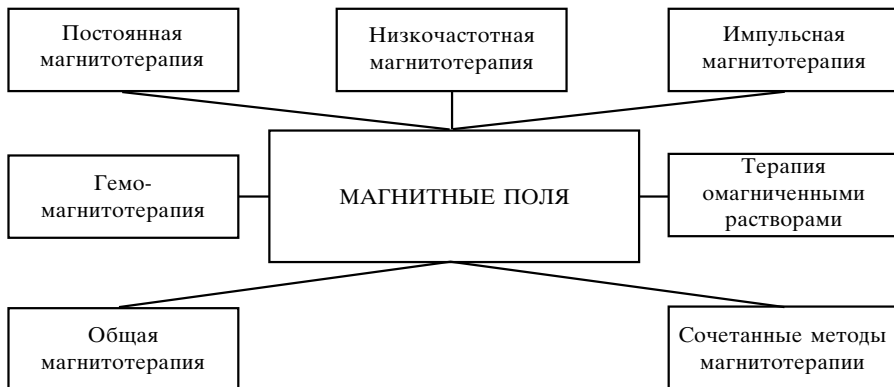 Постоянная
магнитотерапия
Низкочастотная
магнитотерапия
Импульсная
магнитотерапия
Гемо-
магнитотерапия
МАГНИТНЫЕ ПОЛЯ
Терапия
омагниченными
растворами
Общая
магнитотерапия
Сочетанные методы
магнитотерапии